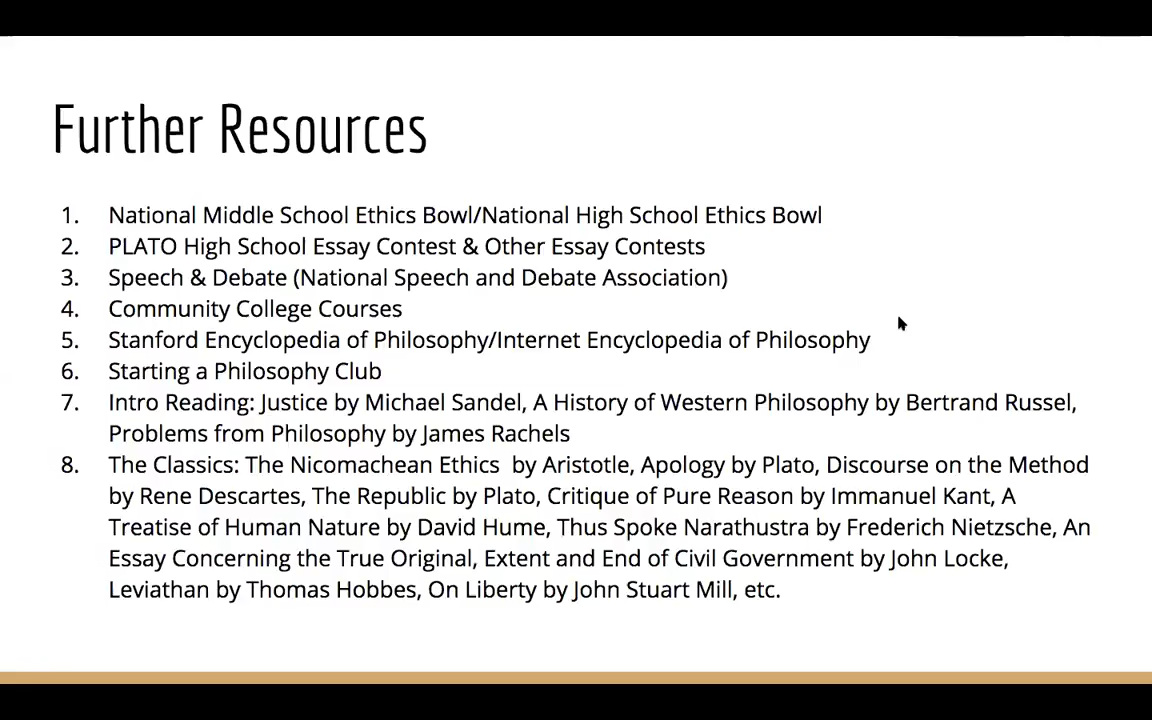 Further Resources
1. National Middle School Ethics Bowl/National High School Ethics Bowl
2. PLATO High School Essay Contest & Other Essay Contests
3. Speech & Debate (National Speech and Debate Association)
4. Community College Courses
5. Stanford Encyclopedia of Philosophy/Internet Encyclopedia of Philosophy
6. Starting a Philosophy Club
7. Intro Reading: Justice by Michael Sandel, A History of Western Philosophy by Bertrand Russel,
Problems from Philosophy by James Rachels
8. The Classics: The Nicomachean Ethics  by Aristotle, Apology by Plato, Discourse on the Method
by Rene Descartes, The Republic by Plato, Critique of Pure Reason by Immanuel Kant, A
Treatise of Human Nature by David Hume, Thus Spoke Narathustra by Frederich Nietzsche, An
Essay Concerning the True Original, Extent and End of Civil Government by John Locke,
Leviathan by Thomas Hobbes, On Liberty by John Stuart Mill, etc.